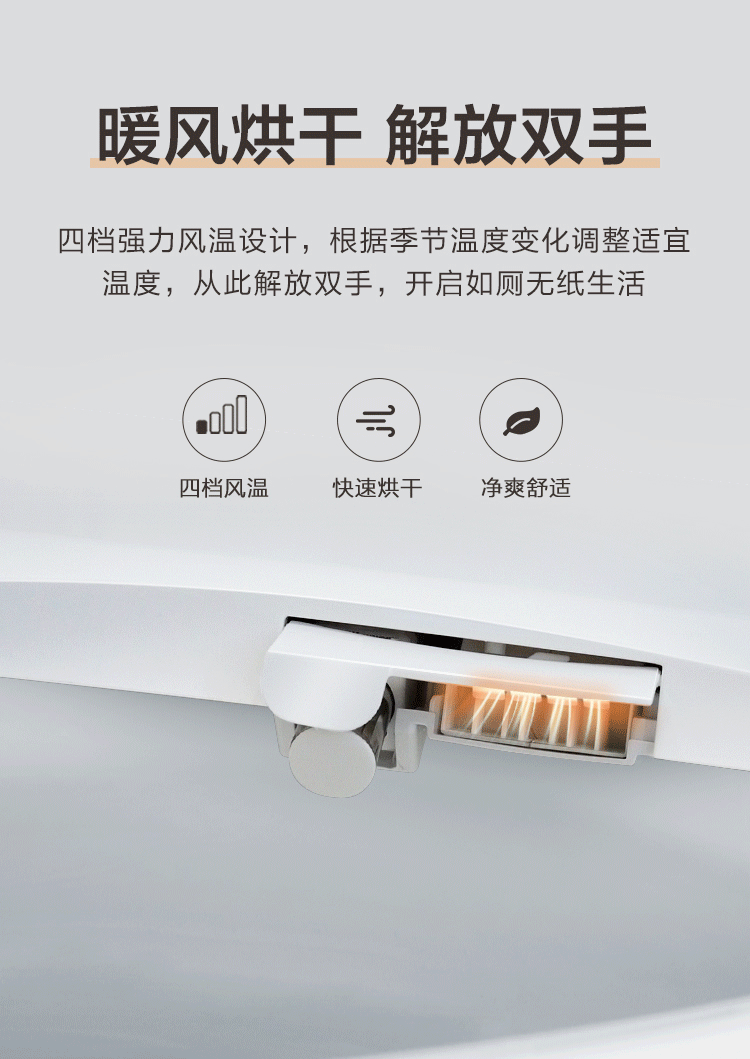 暖风烘干 解放双手
四档强力风温设计，根据季节温度变化调整适宜
温度，从此解放双手，开启如厕无纸生活
四档风温
快速烘干
净爽舒适